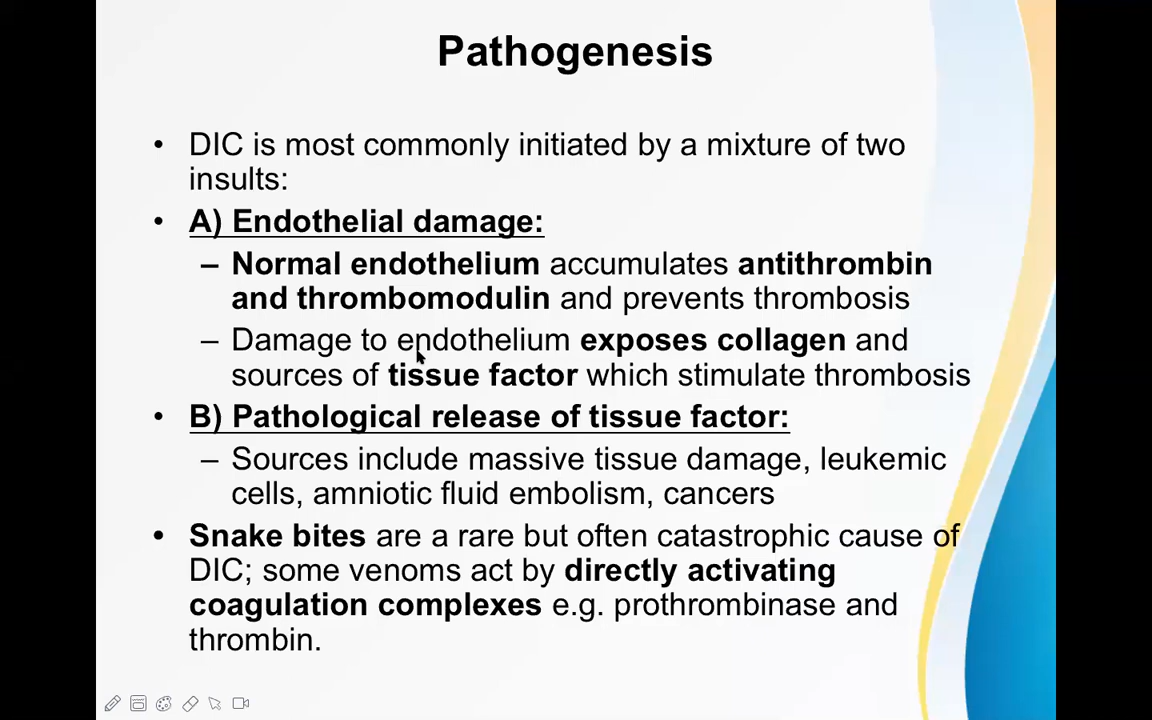 Pathogenesis
• DIC is most commonly initiated by a mixture of two
insults:
• A) Endothelial damage:
– Normal endothelium accumulates antithrombin
and thrombomodulin and prevents thrombosis
– Damage to endothelium exposes collagen and
sources of tissue factor which stimulate thrombosis
• B) Pathological release of tissue factor:
– Sources include massive tissue damage, leukemic
cells, amniotic fluid embolism, cancers
• Snake bites are a rare but often catastrophic cause of
DIC; some venoms act by directly activating
coagulation complexes e.g. prothrombinase and
thrombin.